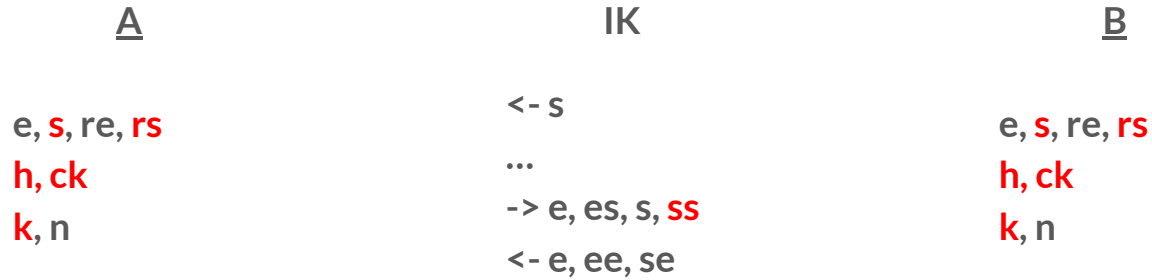 A IK B
<- s
e, s, re, rs e, s, re, rs
...
h, ck h, ck
-> e, es, s, ss
k, n k, n
<- e, ee, se